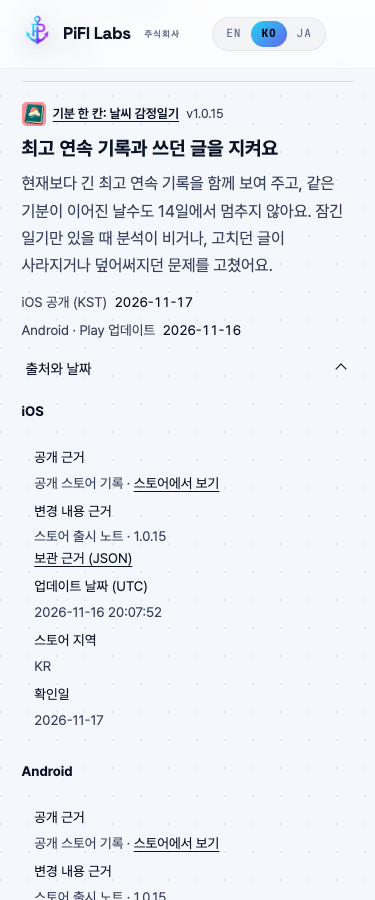 PiFl Labs 주식회사 EN KO JA
기분 한 칸: 날씨 감정일기 v1.0.15
최고 연속 기록과 쓰던 글을 지켜요
현재보다 긴 최고 연속 기록을 함께 보여 주고, 같은
기분이 이어진 날수도 14일에서 멈추지 않아요. 잠긴
일기만 있을 때 분석이 비거나, 고치던 글이
사라지거나 덮어써지던 문제를 고쳤어요.
iOS 공개 (KST) 2026-11-17
Android · Play 업데이트 2026-11-16
출처와 날짜
iOS
공개 근거
공개 스토어 기록 · 스토어에서 보기
변경 내용 근거
스토어 출시 노트 · 1.0.15
보관 근거 (JSON)
업데이트 날짜 (UTC)
2026-11-16 20:07:52
스토어 지역
KR
확인일
2026-11-17
Android
공개 근거
공개 스토어 기록 · 스토어에서 보기
변경 내용 근거
스토어 출시 노트 · 1.0.15